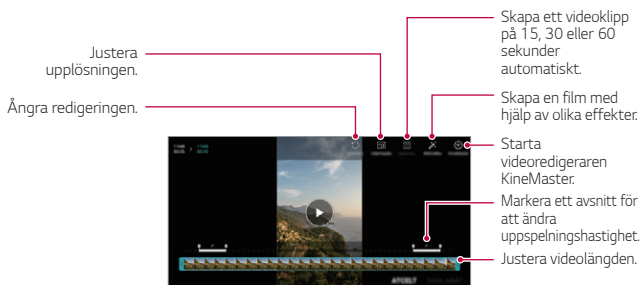 Justera
upplösningen.
Ångra redigeringen.
Skapa ett videoklipp
på 15, 30 eller 60
sekunder
automatiskt.
Skapa en film med
hjälp av olika effekter.
Starta
videoredigeraren
KineMaster.
Markera ett avsnitt för
att ändra
uppspelningshastighet.
Justera videolängden.